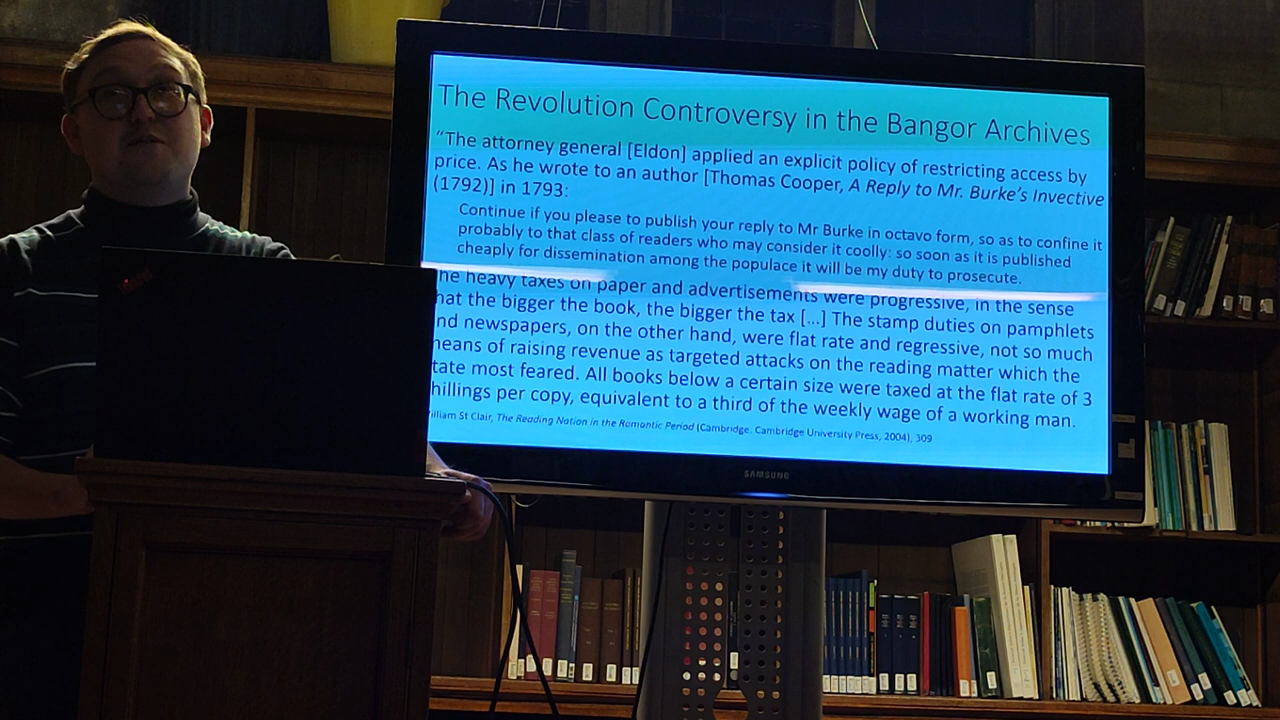 The Revolution Controversy in the Bangor Archives
“The attorney general [Eldon] applied an explicit policy of restricting access by
price. As he wrote to an author [Thomas Cooper, A Reply to Mr. Burke’s Invective
(1792)] in 1793:
Continue if you please to publish your reply to Mr Burke in octavo form, so as to confine it
probably to that class of readers who may consider it coolly: so soon as it is published
cheaply for dissemination among the populace it will be my duty to prosecute.
he heavy taxes on paper and advertisements were progressive, in the sense
hat the bigger the book, the bigger the tax [...] The stamp duties on pamphlets
nd newspapers, on the other hand, were flat rate and regressive, not so much
eans of raising revenue as targeted attacks on the reading matter which the
tate most feared. All books below a certain size were taxed at the flat rate of 3
hillings per copy, equivalent to a third of the weekly wage of a working man.
illiam St Clair, The Reading Nation in the Romantic Period (Cambridge: Cambridge University Press, 2004), 309
SAMSUNG